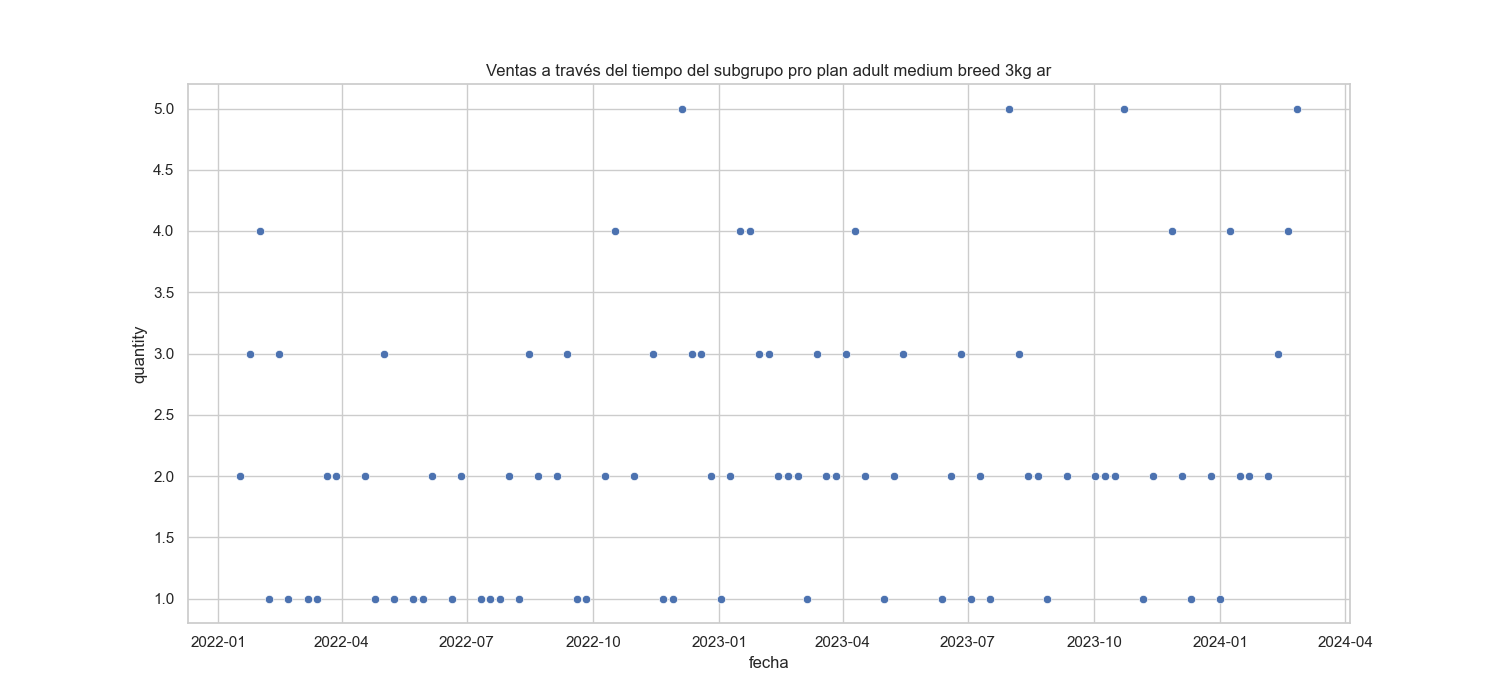 Ventas a través del tiempo del subgrupo pro plan adult medium breed 3kg ar
5.0
4.5
4.0
3.5
3.0
2.5
2.0
1.5
1.0
quantity
2022-01 2022-04 2022-07 2022-10 2023-01 2023-04 2023-07 2023-10 2024-01 2024-04
fecha